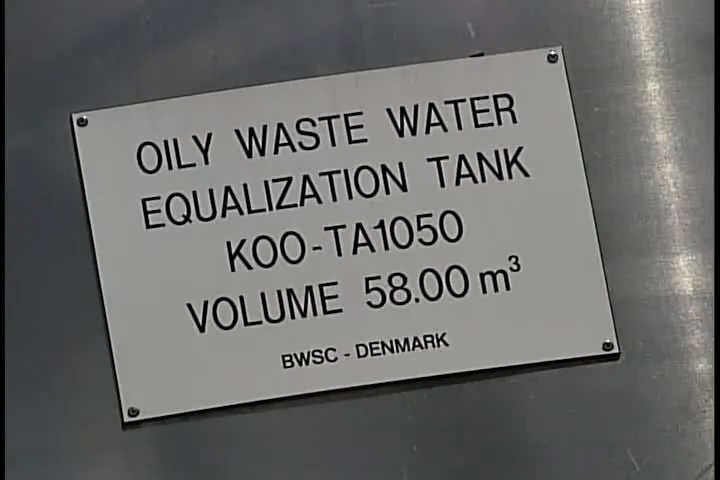 OILY WASTE WATER
EQUALIZATION TANK
KOO-TA1050
VOLUME 58.00 m³
BWSC - DENMARK